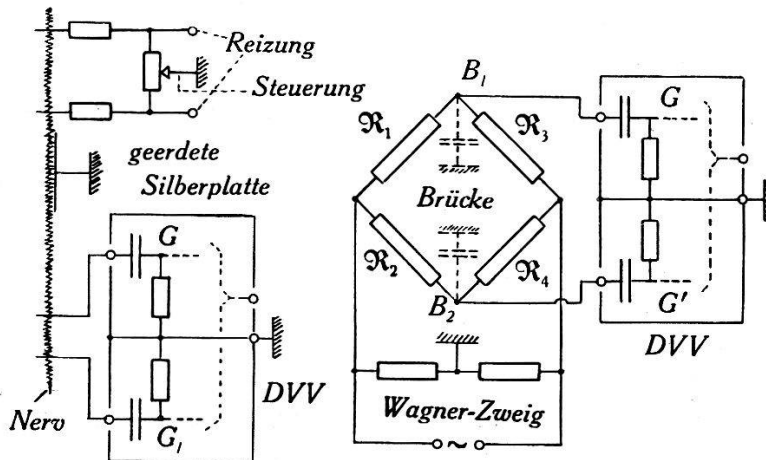 Reizung
Steuerung
geerdete
Silberplatte
G
G₁
DVV
Nerv
B₁
ℜ₁
ℜ₃
Brücke
ℜ₂
ℜ₄
B₂
Wagner-Zweig
~
G
G'
DVV